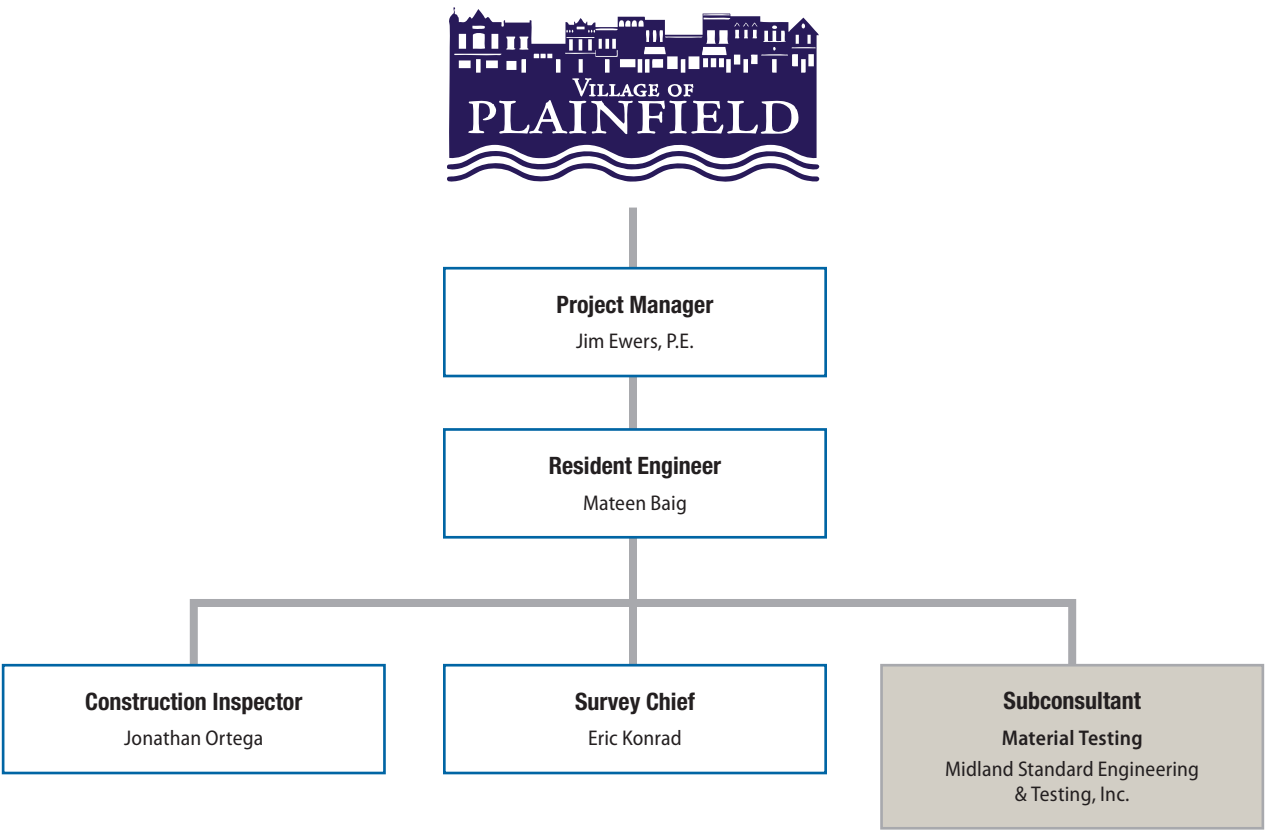 VILLAGE OF
PLAINFIELD
Project Manager
Jim Ewers, P.E.
Resident Engineer
Mateen Baig
Construction Inspector
Jonathan Ortega
Survey Chief
Eric Konrad
Subconsultant
Material Testing
Midland Standard Engineering
& Testing, Inc.